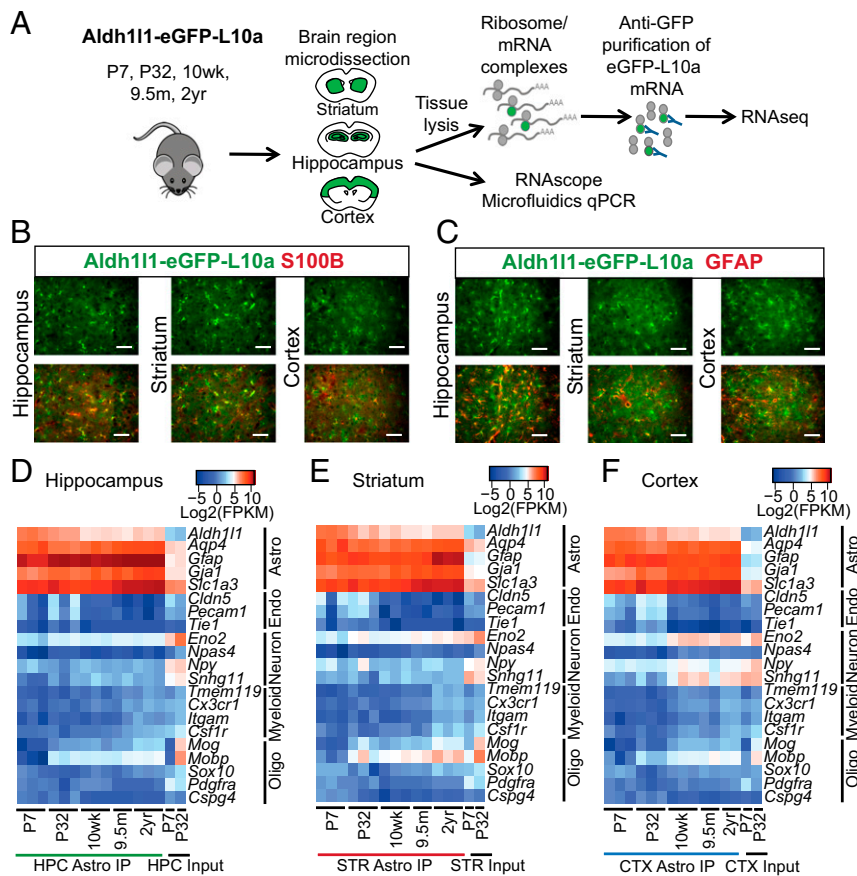 A
Aldh1l1-eGFP-L10a
P7, P32, 10wk,
9.5m, 2yr
Brain region
microdissection
Striatum
Hippocampus
Cortex
Tissue
lysis
Ribosome/
mRNA
complexes
AAA
AAA
AAA
AAA
Anti-GFP
purification of
eGFP-L10a
mRNA
RNAseq
RNAscope
Microfluidics qPCR
B
Aldh1l1-eGFP-L10a S100B
Hippocampus
Striatum
Cortex
C
Aldh1l1-eGFP-L10a GFAP
Hippocampus
Striatum
Cortex
D
Hippocampus
−5 0 5 10
Log2(FPKM)
Aldh1l1
Aqp4
Gfap
Gja1
Slc1a3
Cldn5
Pecam1
Tie1
Eno2
Npas4
Npy
Snhg11
Tmem119
Cx3cr1
Itgam
Csf1r
Mog
Mobp
Sox10
Pdgfra
Cspg4
Astro
Endo
Neuron
Myeloid
Oligo
P7
P32
10wk
9.5m
2yr
P7
P32
HPC Astro IP
HPC Input
E
Striatum
−5 0 5 10
Log2(FPKM)
Aldh1l1
Aqp4
Gfap
Gja1
Slc1a3
Cldn5
Pecam1
Tie1
Eno2
Npas4
Npy
Snhg11
Tmem119
Cx3cr1
Itgam
Csf1r
Mog
Mobp
Sox10
Pdgfra
Cspg4
Astro
Endo
Neuron
Myeloid
Oligo
P7
P32
10wk
9.5m
2yr
P7
P32
STR Astro IP
STR Input
F
Cortex
−5 0 5 10
Log2(FPKM)
Aldh1l1
Aqp4
Gfap
Gja1
Slc1a3
Cldn5
Pecam1
Tie1
Eno2
Npas4
Npy
Snhg11
Tmem119
Cx3cr1
Itgam
Csf1r
Mog
Mobp
Sox10
Pdgfra
Cspg4
Astro
Endo
Neuron
Myeloid
Oligo
P7
P32
10wk
9.5m
2yr
P7
P32
CTX Astro IP
CTX Input